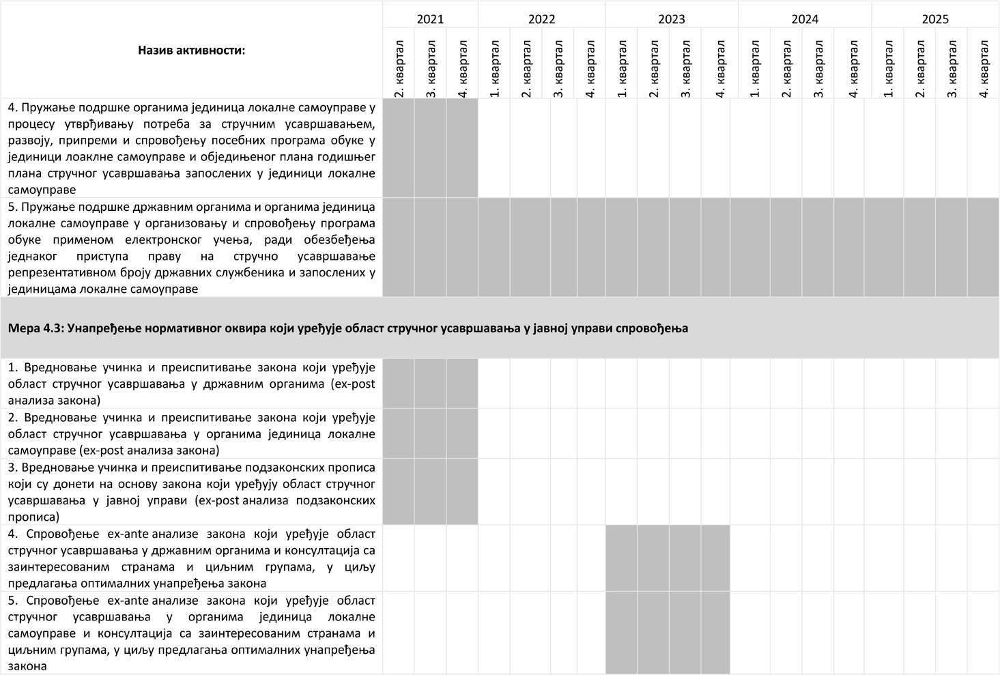 Назив активности:
2021 2022 2023 2024 2025
2. квартал 3. квартал 4. квартал 1. квартал 2. квартал 3. квартал 4. квартал 1. квартал 2. квартал 3. квартал 4. квартал 1. квартал 2. квартал 3. квартал 4. квартал 1. квартал 2. квартал 3. квартал 4. квартал
4. Пружање подршке органима јединица локалне самоуправе у
процесу утврђивању потреба за стручним усавршавањем,
развоју, припреми и спровођењу посебних програма обуке у
јединици лоаклне самоуправе и обједињеног плана годишњег
плана стручног усавршавања запослених у јединици локалне
самоуправе
5. Пружање подршке државним органима и органима јединица
локалне самоуправе у организовању и спровођењу програма
обуке применом електронског учења, ради обезбеђења
једнаког приступа праву на стручно усавршавање
репрезентативном броју државних службеника и запослених у
јединицама локалне самоуправе
Мера 4.3: Унапређење нормативног оквира који уређује област стручног усавршавања у јавној управи спровођења
1. Вредновање учинка и преиспитивање закона који уређује
област стручног усавршавања у државним органима (ex-post
анализа закона)
2. Вредновање учинка и преиспитивање закона који уређује
област стручног усавршавања у органима јединица локалне
самоуправе (ex-post анализа закона)
3. Вредновање учинка и преиспитивање подзаконских прописа
који су донети на основу закона који уређују област стручног
усавршавања у јавној управи (ex-post анализа подзаконских
прописа)
4. Спровођење ex-ante анализе закона који уређује област
стручног усавршавања у државним органима и консултација са
заинтересованим странама и циљним групама, у циљу
предлагања оптималних унапређења закона
5. Спровођење ex-ante анализе закона који уређује област
стручног усавршавања у органима јединица локалне
самоуправе и консултација са заинтересованим странама и
циљним групама, у циљу предлагања оптималних унапређења
закона